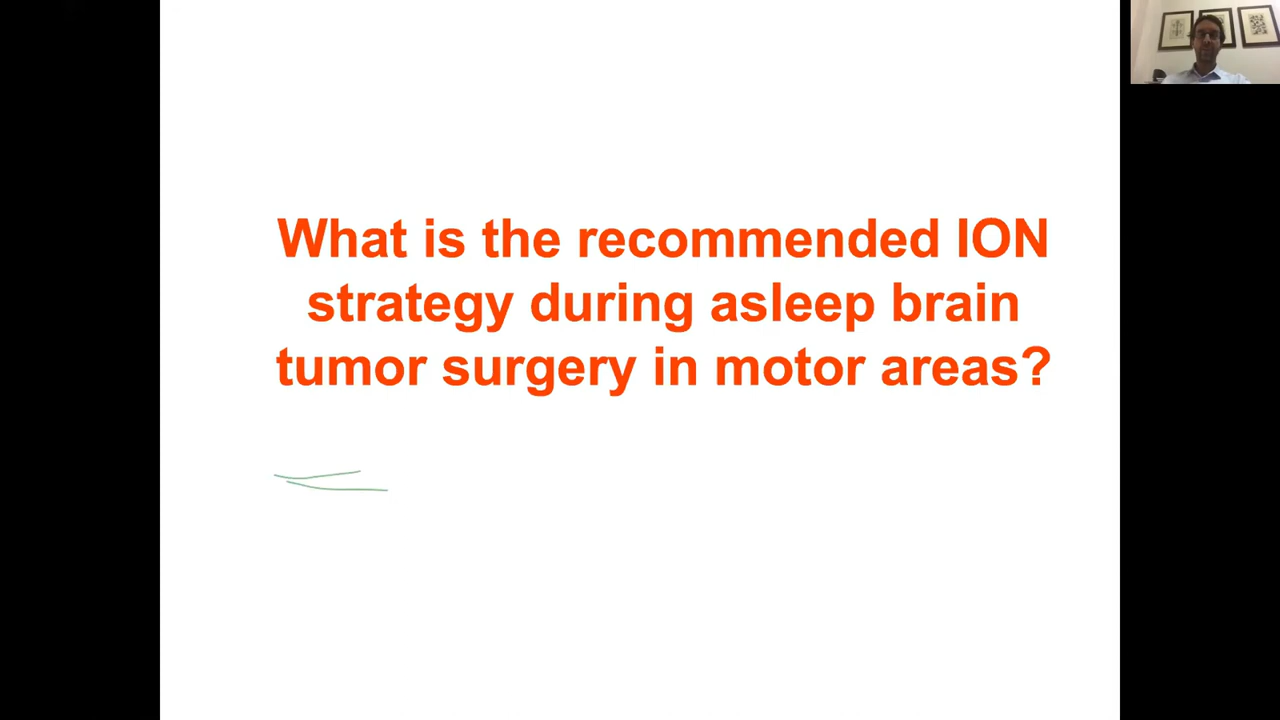 What is the recommended ION
strategy during asleep brain
tumor surgery in motor areas?